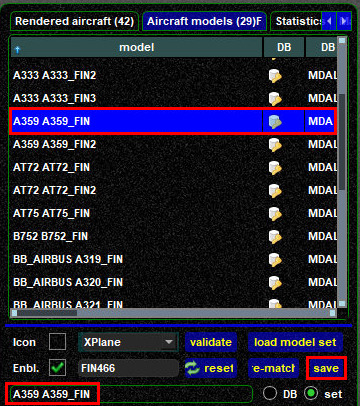 Rendered aircraft (42) Aircraft models (29)F Statistics
model DB DB
A333 A333_FIN2 MDAL
A333 A333_FIN3 MDAL
A359 A359_FIN MDAL
A359 A359_FIN2 MDAL
AT72 AT72_FIN MDAL
AT72 AT72_FIN2 MDAL
AT75 AT75_FIN MDAL
B752 B752_FIN MDAL
BB_AIRBUS A319_FIN MDAL
BB_AIRBUS A320_FIN MDAL
BB_AIRBUS A321_FIN MDAL
Icon XPlane validate load model set
Enbl. FIN466 reset e-match save
A359 A359_FIN DB set